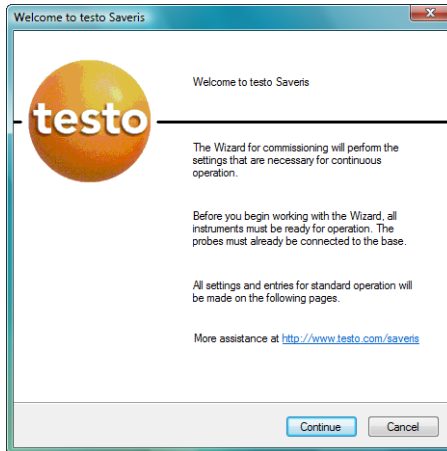 Welcome to testo Saveris
testo
Welcome to testo Saveris
The Wizard for commissioning will perform the
settings that are necessary for continuous
operation.
Before you begin working with the Wizard, all
instruments must be ready for operation. The
probes must already be connected to the base.
All settings and entries for standard operation will
be made on the following pages.
More assistance at http://www.testo.com/saveris
Continue Cancel